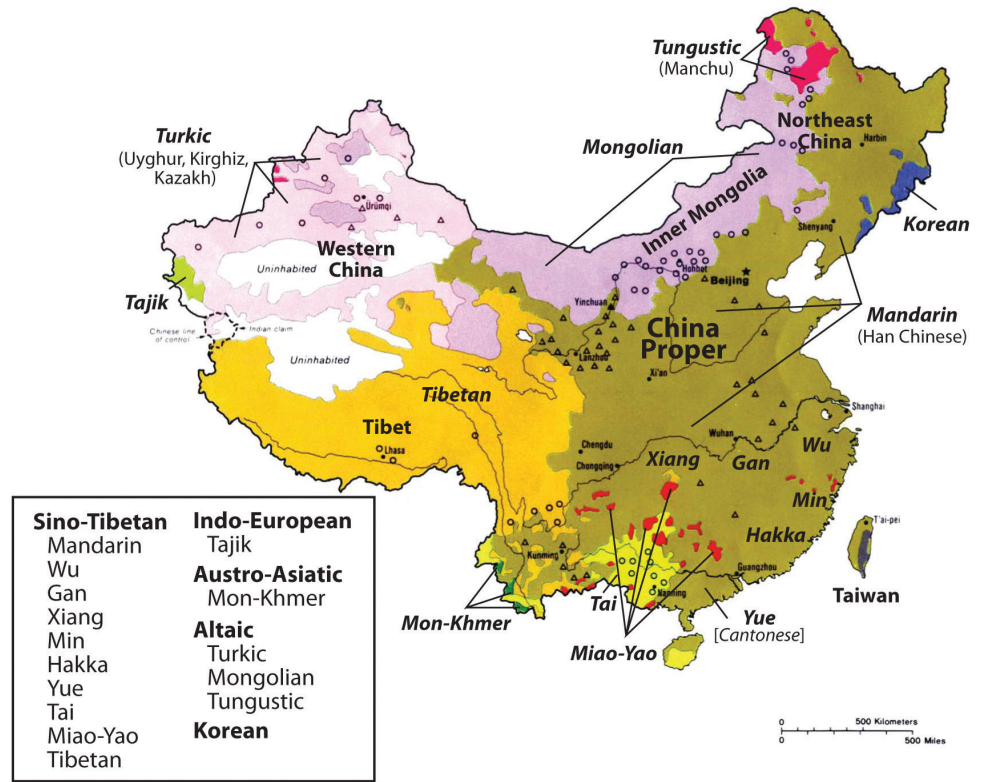 Tungustic
(Manchu)
Northeast
China
Harbin
Turkic
(Uyghur, Kirghiz,
Kazakh)
Mongolian
Inner Mongolia
Korean
Ürümqi
Shenyang
Western
China
Uninhabited
Hohhot
Beijing
Tajik
Yinchuan
Mandarin
(Han Chinese)
Chinese line
of control
Indian claim
China
Proper
Lanzhou
Uninhabited
Xi'an
Tibetan
Shanghai
Tibet
Wuhan
Wu
Lhasa
Chengdu
Xiang
Gan
Chongqing
Min
Hakka
T'ai-pei
Kunming
Guangzhou
Nanning
Taiwan
Tai
Mon-Khmer
Yue
[Cantonese]
Miao-Yao
Sino-Tibetan
Mandarin
Wu
Gan
Xiang
Min
Hakka
Yue
Tai
Miao-Yao
Tibetan
Indo-European
Tajik
Austro-Asiatic
Mon-Khmer
Altaic
Turkic
Mongolian
Tungustic
Korean
0 500 Kilometers
0 500 Miles